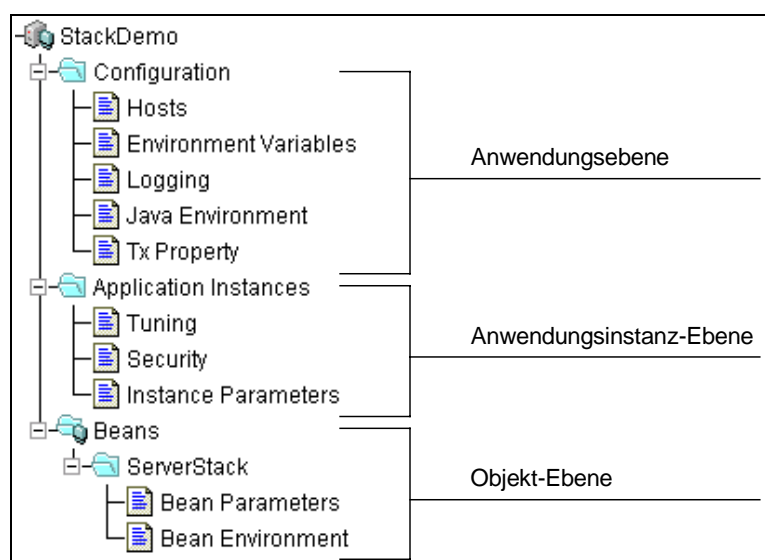 StackDemo
Configuration
Hosts
Environment Variables
Logging
Java Environment
Tx Property
Anwendungsebene
Application Instances
Tuning
Security
Instance Parameters
Anwendungsinstanz-Ebene
Beans
ServerStack
Bean Parameters
Bean Environment
Objekt-Ebene